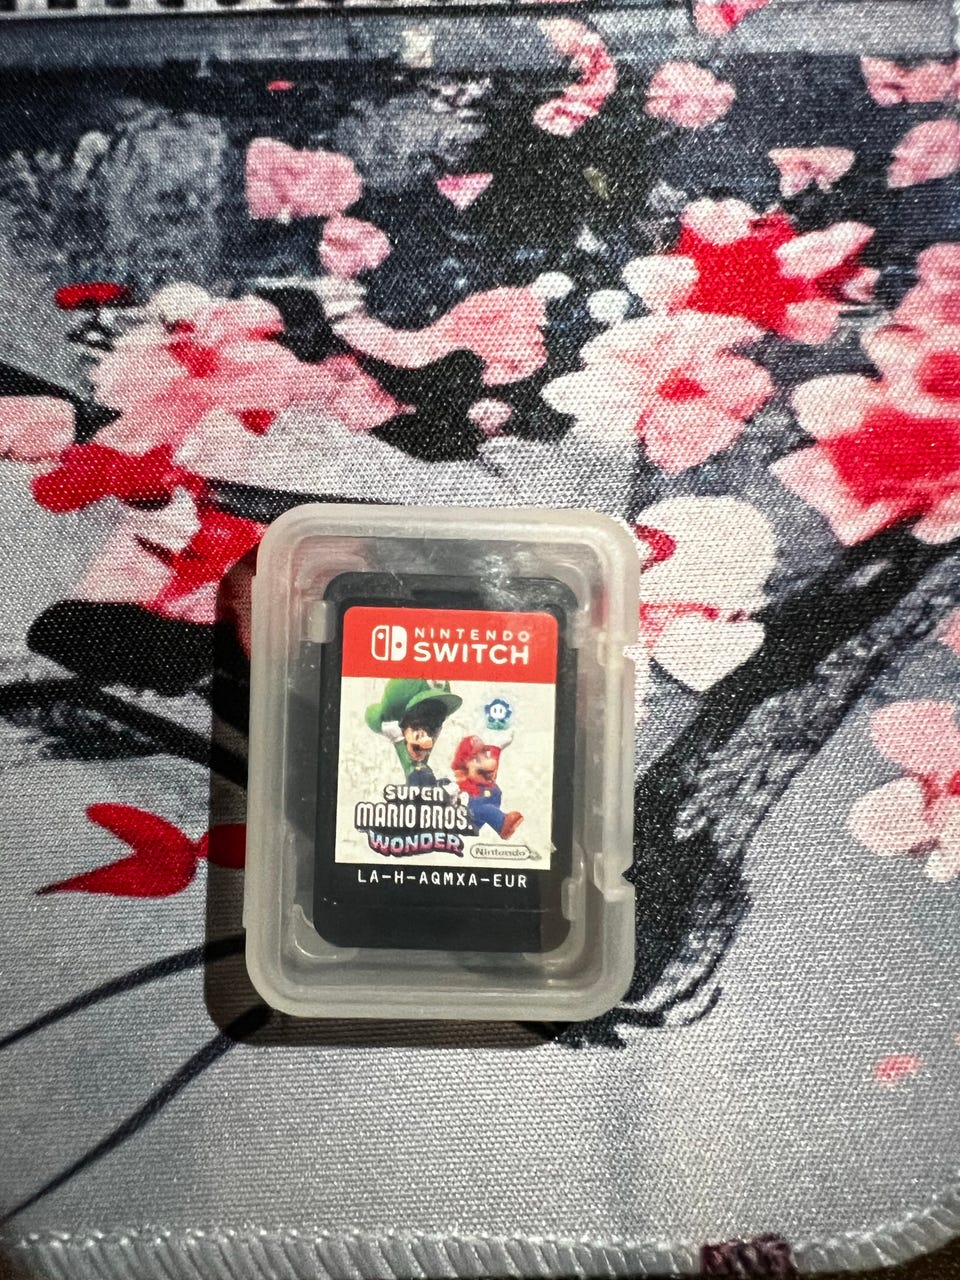 NINTENDO
SWITCH
SUPER
MARIO BROS.
WONDER
Nintendo
LA-H-AQMXA-EUR